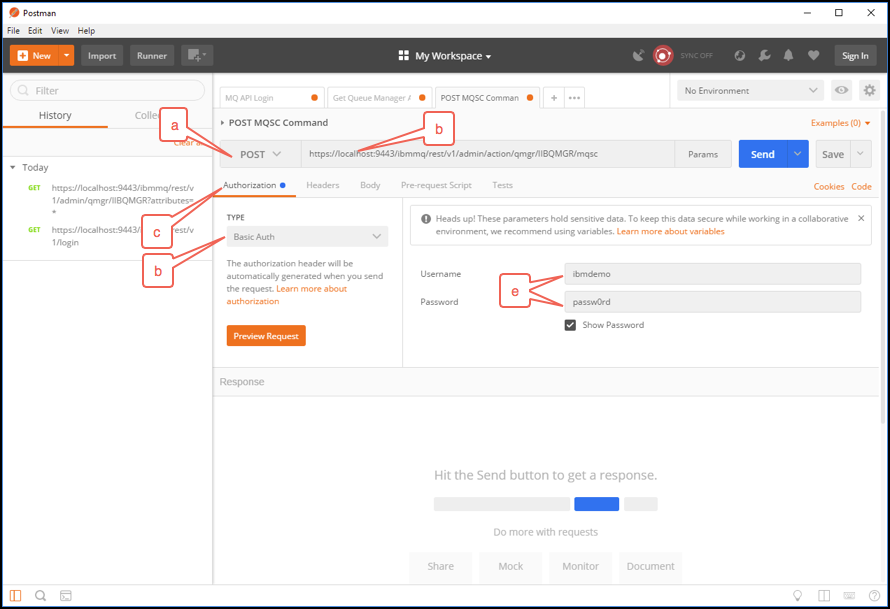 Postman
File Edit View Help
New Import Runner My Workspace SYNC OFF Sign In
Filter
History Collec
Clear a
Today
GET https://localhost:9443/ibmmq/rest/v
1/admin/qmgr/IIBQMGR?attributes=
*
GET https://localhost:9443/
1/login
MQ API Login Get Queue Manager A POST MQSC Comman + ••• No Environment
a
b
POST MQSC Command Examples (0)
POST https://localhost:9443/ibmmq/rest/v1/admin/action/qmgr/IIBQMGR/mqsc Params Send Save
Authorization Headers Body Pre-request Script Tests Cookies Code
c
b
TYPE
Basic Auth
The authorization header will be
automatically generated when you send
the request. Learn more about
authorization
Preview Request
Heads up! These parameters hold sensitive data. To keep this data secure while working in a collaborative
environment, we recommend using variables. Learn more about variables
Username ibmdemo
e
Password passw0rd
Show Password
Response
Hit the Send button to get a response.
Do more with requests
Share Mock Monitor Document